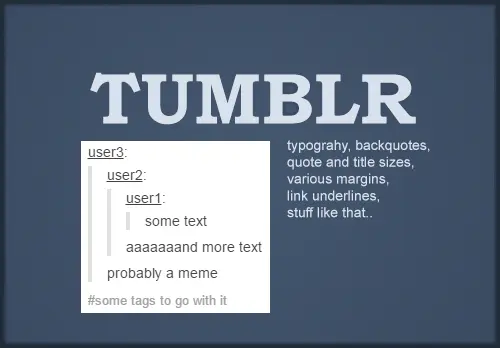 TUMBLR
user3:
user2:
user1:
some text
aaaaaaand more text
probably a meme
#some tags to go with it
typograhy, backquotes,
quote and title sizes,
various margins,
link underlines,
stuff like that..